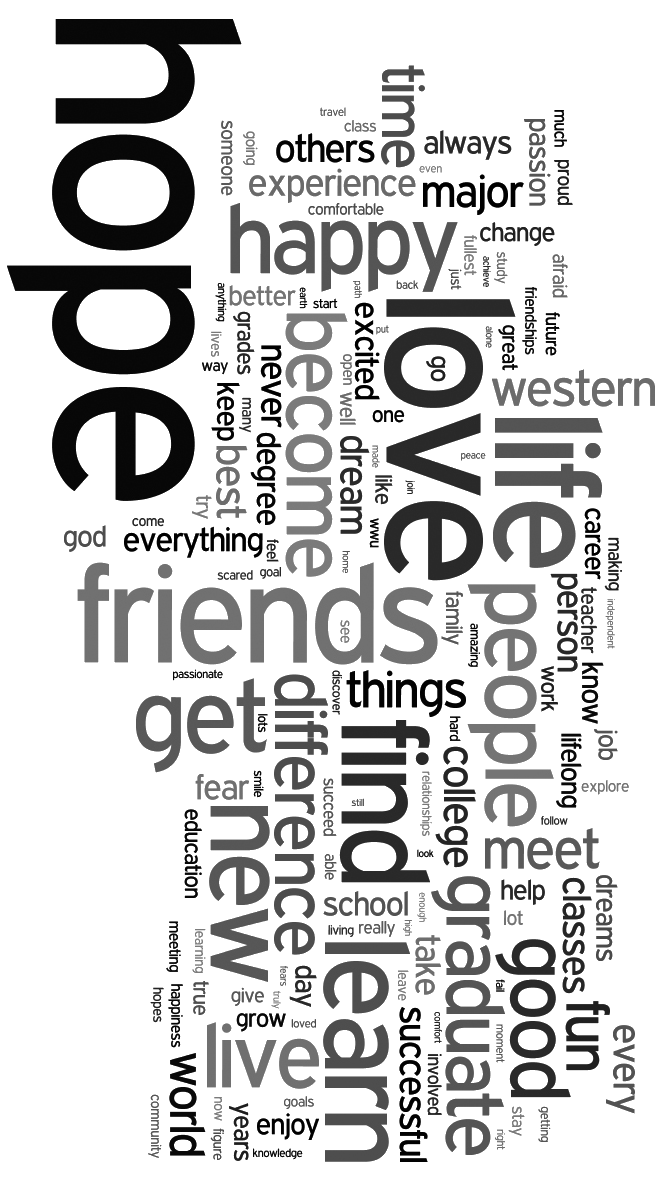 hope
time
travel
class
others
always
much
proud
passion
someone
going
even
experience
major
comfortable
happy
change
fullest
achieve
study
afraid
just
back
path
anything
better
earth
start
put
excited
love
go
alone
great
friendships
future
lives
grades
way
never
become
open
well
one
western
keep
many
best
degree
dream
made
like
join
peace
life
try
wwu
home
god
come
everything
feel
career
making
scared
goal
friends
see
family
amazing
people
person
teacher
independent
know
work
passionate
get
lots
difference
discover
things
hard
find
college
relationships
lifelong
job
explore
follow
fear
smile
succeed
still
look
able
meet
new
education
school
enough
high
living
really
graduate
help
lot
classes
dreams
meeting
learning
true
day
fears
learn
take
leave
good
fall
fun
every
give
truly
grow
loved
happiness
hopes
live
successful
comfort
involved
moment
world
community
now
figure
years
goals
enjoy
knowledge
right
stay
getting